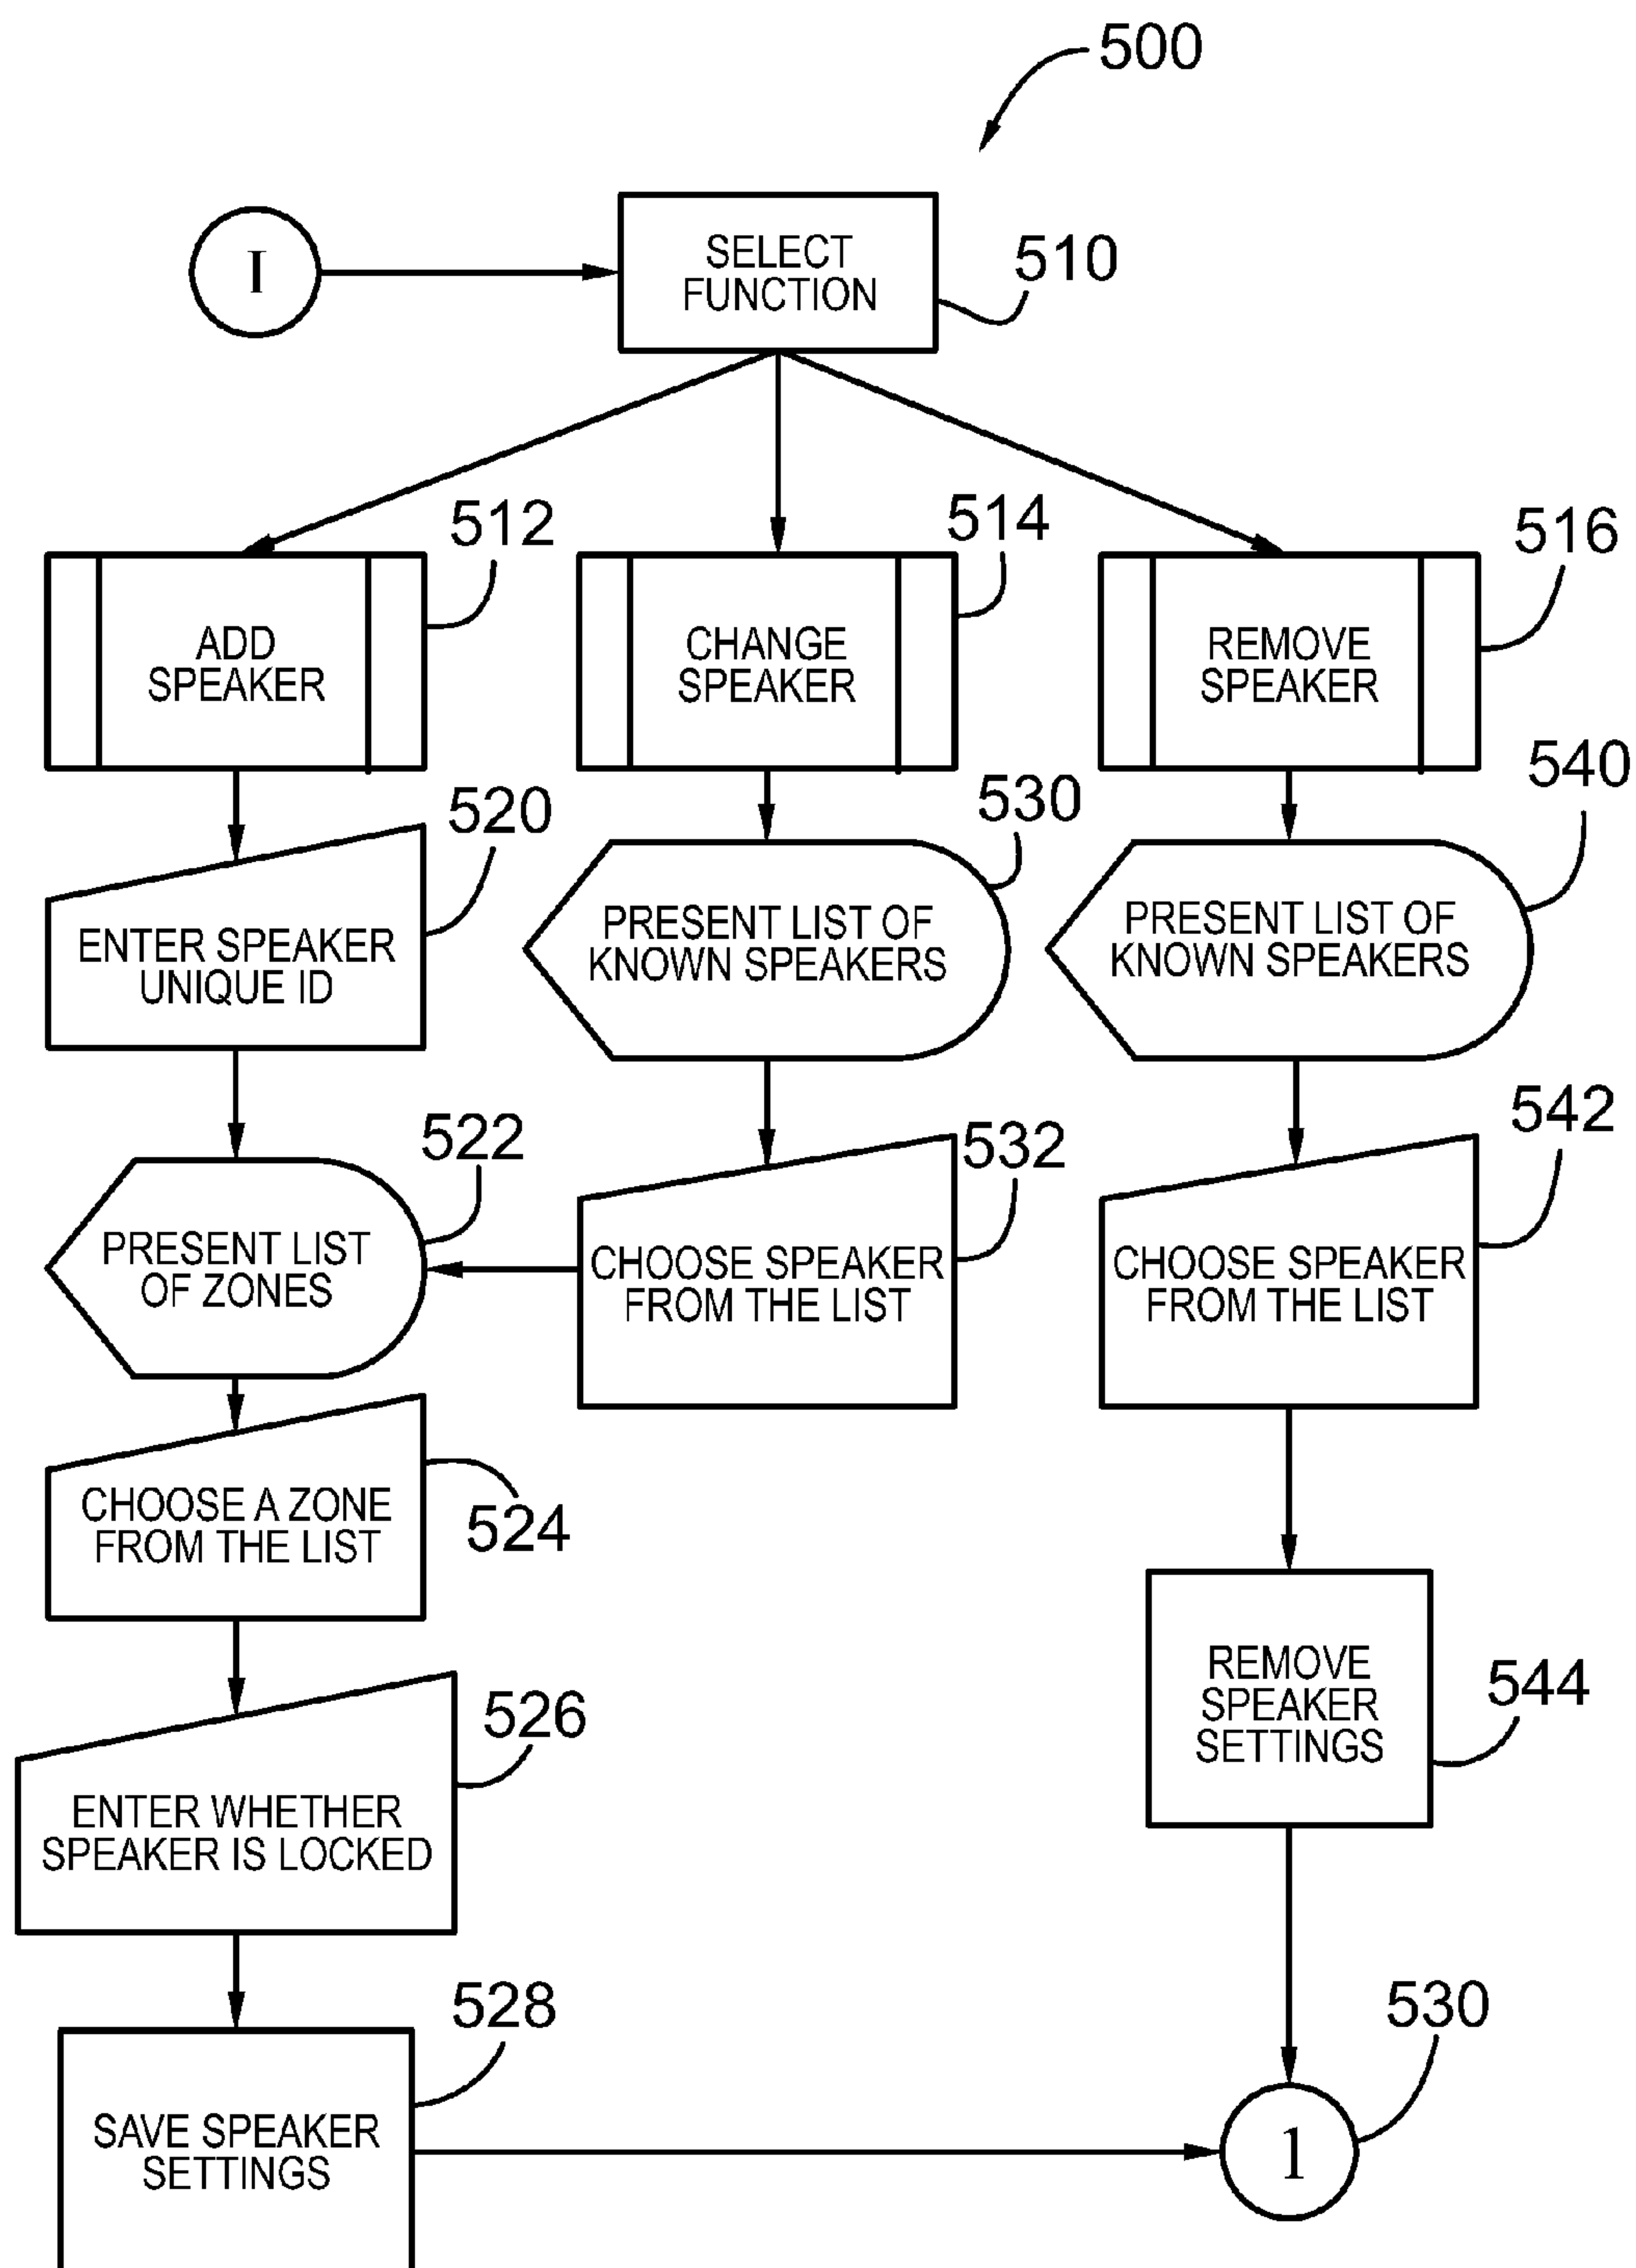 500
I
SELECT
FUNCTION
510
512
514
516
ADD
SPEAKER
CHANGE
SPEAKER
REMOVE
SPEAKER
520
530
540
ENTER SPEAKER
UNIQUE ID
PRESENT LIST OF
KNOWN SPEAKERS
PRESENT LIST OF
KNOWN SPEAKERS
522
532
542
PRESENT LIST
OF ZONES
CHOOSE SPEAKER
FROM THE LIST
CHOOSE SPEAKER
FROM THE LIST
CHOOSE A ZONE
FROM THE LIST
524
REMOVE
SPEAKER
SETTINGS
544
526
ENTER WHETHER
SPEAKER IS LOCKED
528
530
SAVE SPEAKER
SETTINGS
1